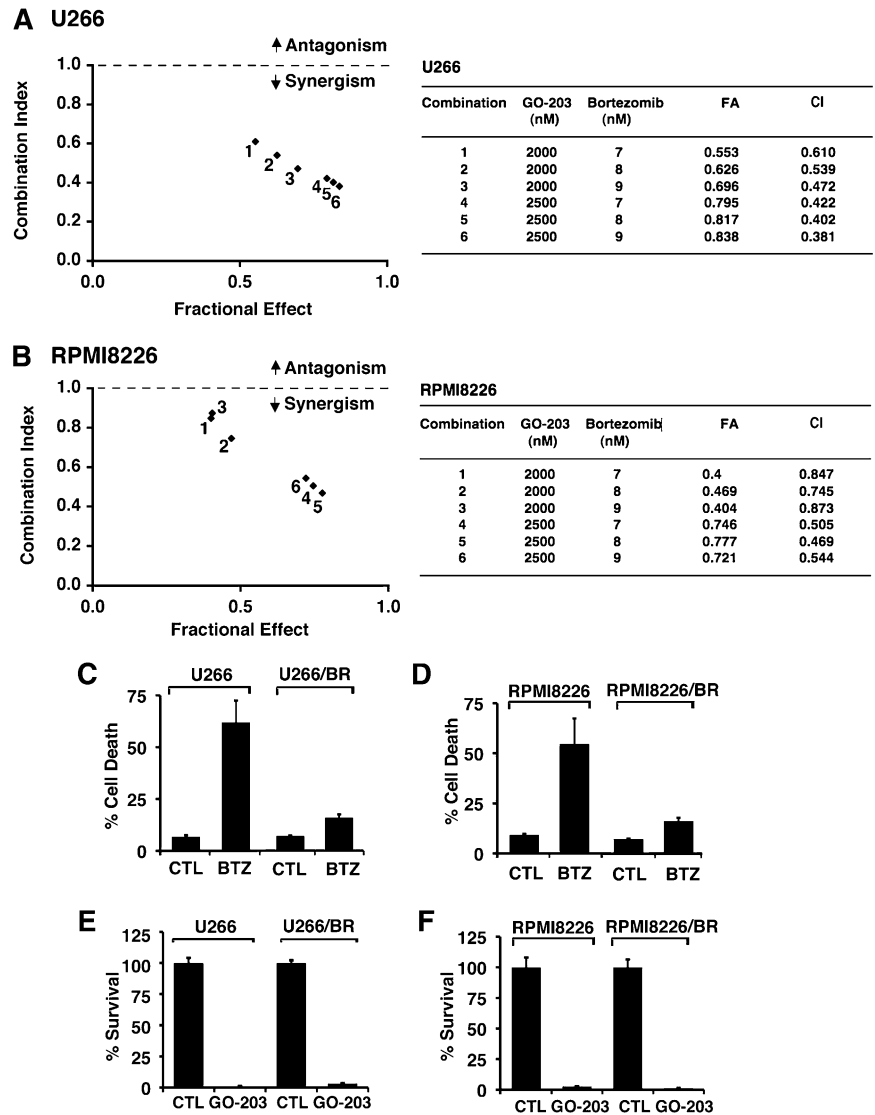 A U266
Antagonism
Synergism
Combination Index
1.0
0.8
0.6
0.4
0.2
0.0
1
2
3
4
5
6
0.0 0.5 1.0
Fractional Effect
U266
Combination GO-203 (nM) Bortezomib (nM) FA CI
1 2000 7 0.553 0.610
2 2000 8 0.626 0.539
3 2000 9 0.696 0.472
4 2500 7 0.795 0.422
5 2500 8 0.817 0.402
6 2500 9 0.838 0.381
B RPMI8226
Antagonism
Synergism
Combination Index
1.0
0.8
0.6
0.4
0.2
0.0
3
1
2
6
4
5
0.0 0.5 1.0
Fractional Effect
RPMI8226
Combination GO-203 (nM) Bortezomib (nM) FA CI
1 2000 7 0.4 0.847
2 2000 8 0.469 0.745
3 2000 9 0.404 0.873
4 2500 7 0.746 0.505
5 2500 8 0.777 0.469
6 2500 9 0.721 0.544
C
U266 U266/BR
% Cell Death
75
50
25
0
CTL BTZ CTL BTZ
D
RPMI8226 RPMI8226/BR
% Cell Death
75
50
25
0
CTL BTZ CTL BTZ
E
U266 U266/BR
% Survival
125
100
75
50
25
0
CTL GO-203 CTL GO-203
F
RPMI8226 RPMI8226/BR
% Survival
125
100
75
50
25
0
CTL GO-203 CTL GO-203